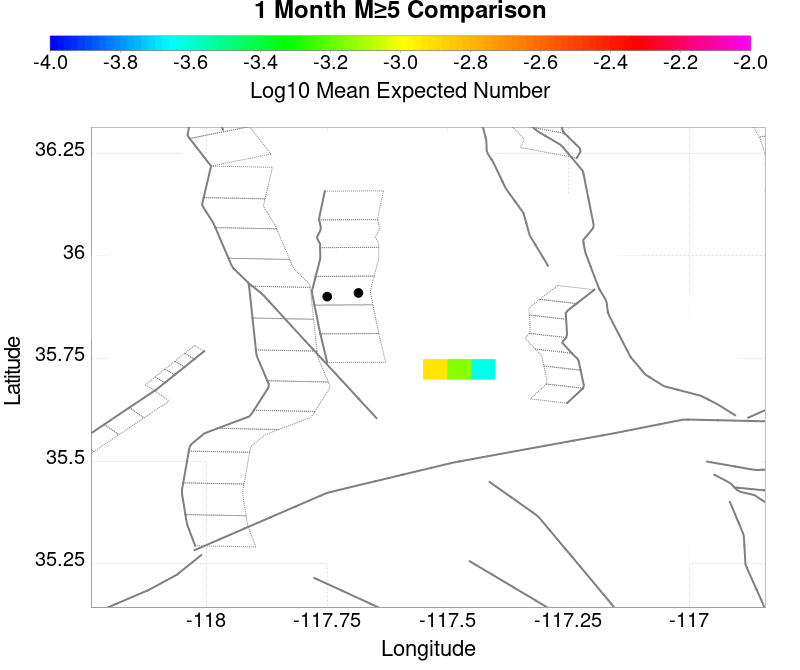 1 Month M≥5 Comparison
-4.0 -3.8 -3.6 -3.4 -3.2 -3.0 -2.8 -2.6 -2.4 -2.2 -2.0
Log10 Mean Expected Number
36.25
36
35.75
35.5
35.25
Latitude
-118 -117.75 -117.5 -117.25 -117
Longitude